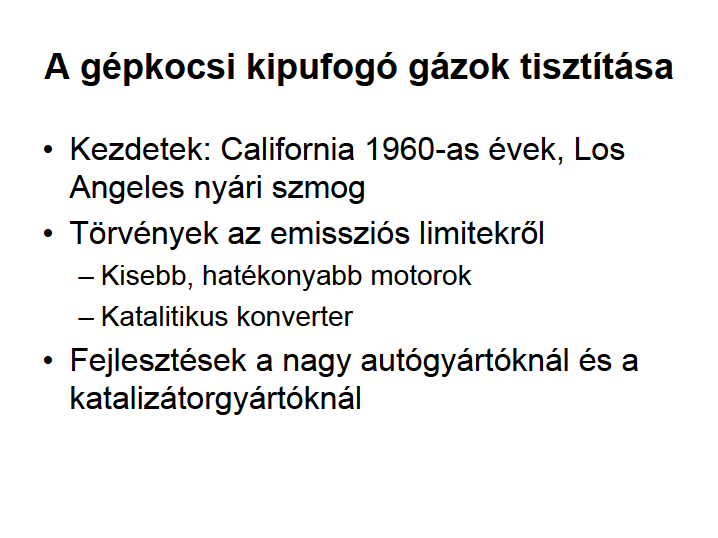 A gépkocsi kipufogó gázok tisztítása
• Kezdetek: California 1960-as évek, Los
Angeles nyári szmog
• Törvények az emissziós limitekről
– Kisebb, hatékonyabb motorok
– Katalitikus konverter
• Fejlesztések a nagy autógyártóknál és a
katalizátorgyártóknál